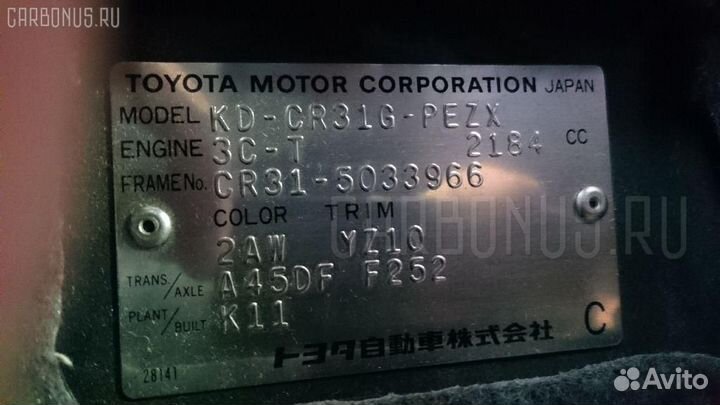 CARBONUS.RU
TOYOTA MOTOR CORPORATION JAPAN
MODEL KD-CR31G-PEZX
ENGINE 3C-T 2184 CC
FRAME No. CR31-5033966
COLOR TRIM
2AW YZ10
TRANS/AXLE A45DF F252
PLANT/BUILT K11
トヨタ自動車株式会社 C
28141
CARBONUS.RU
Avito